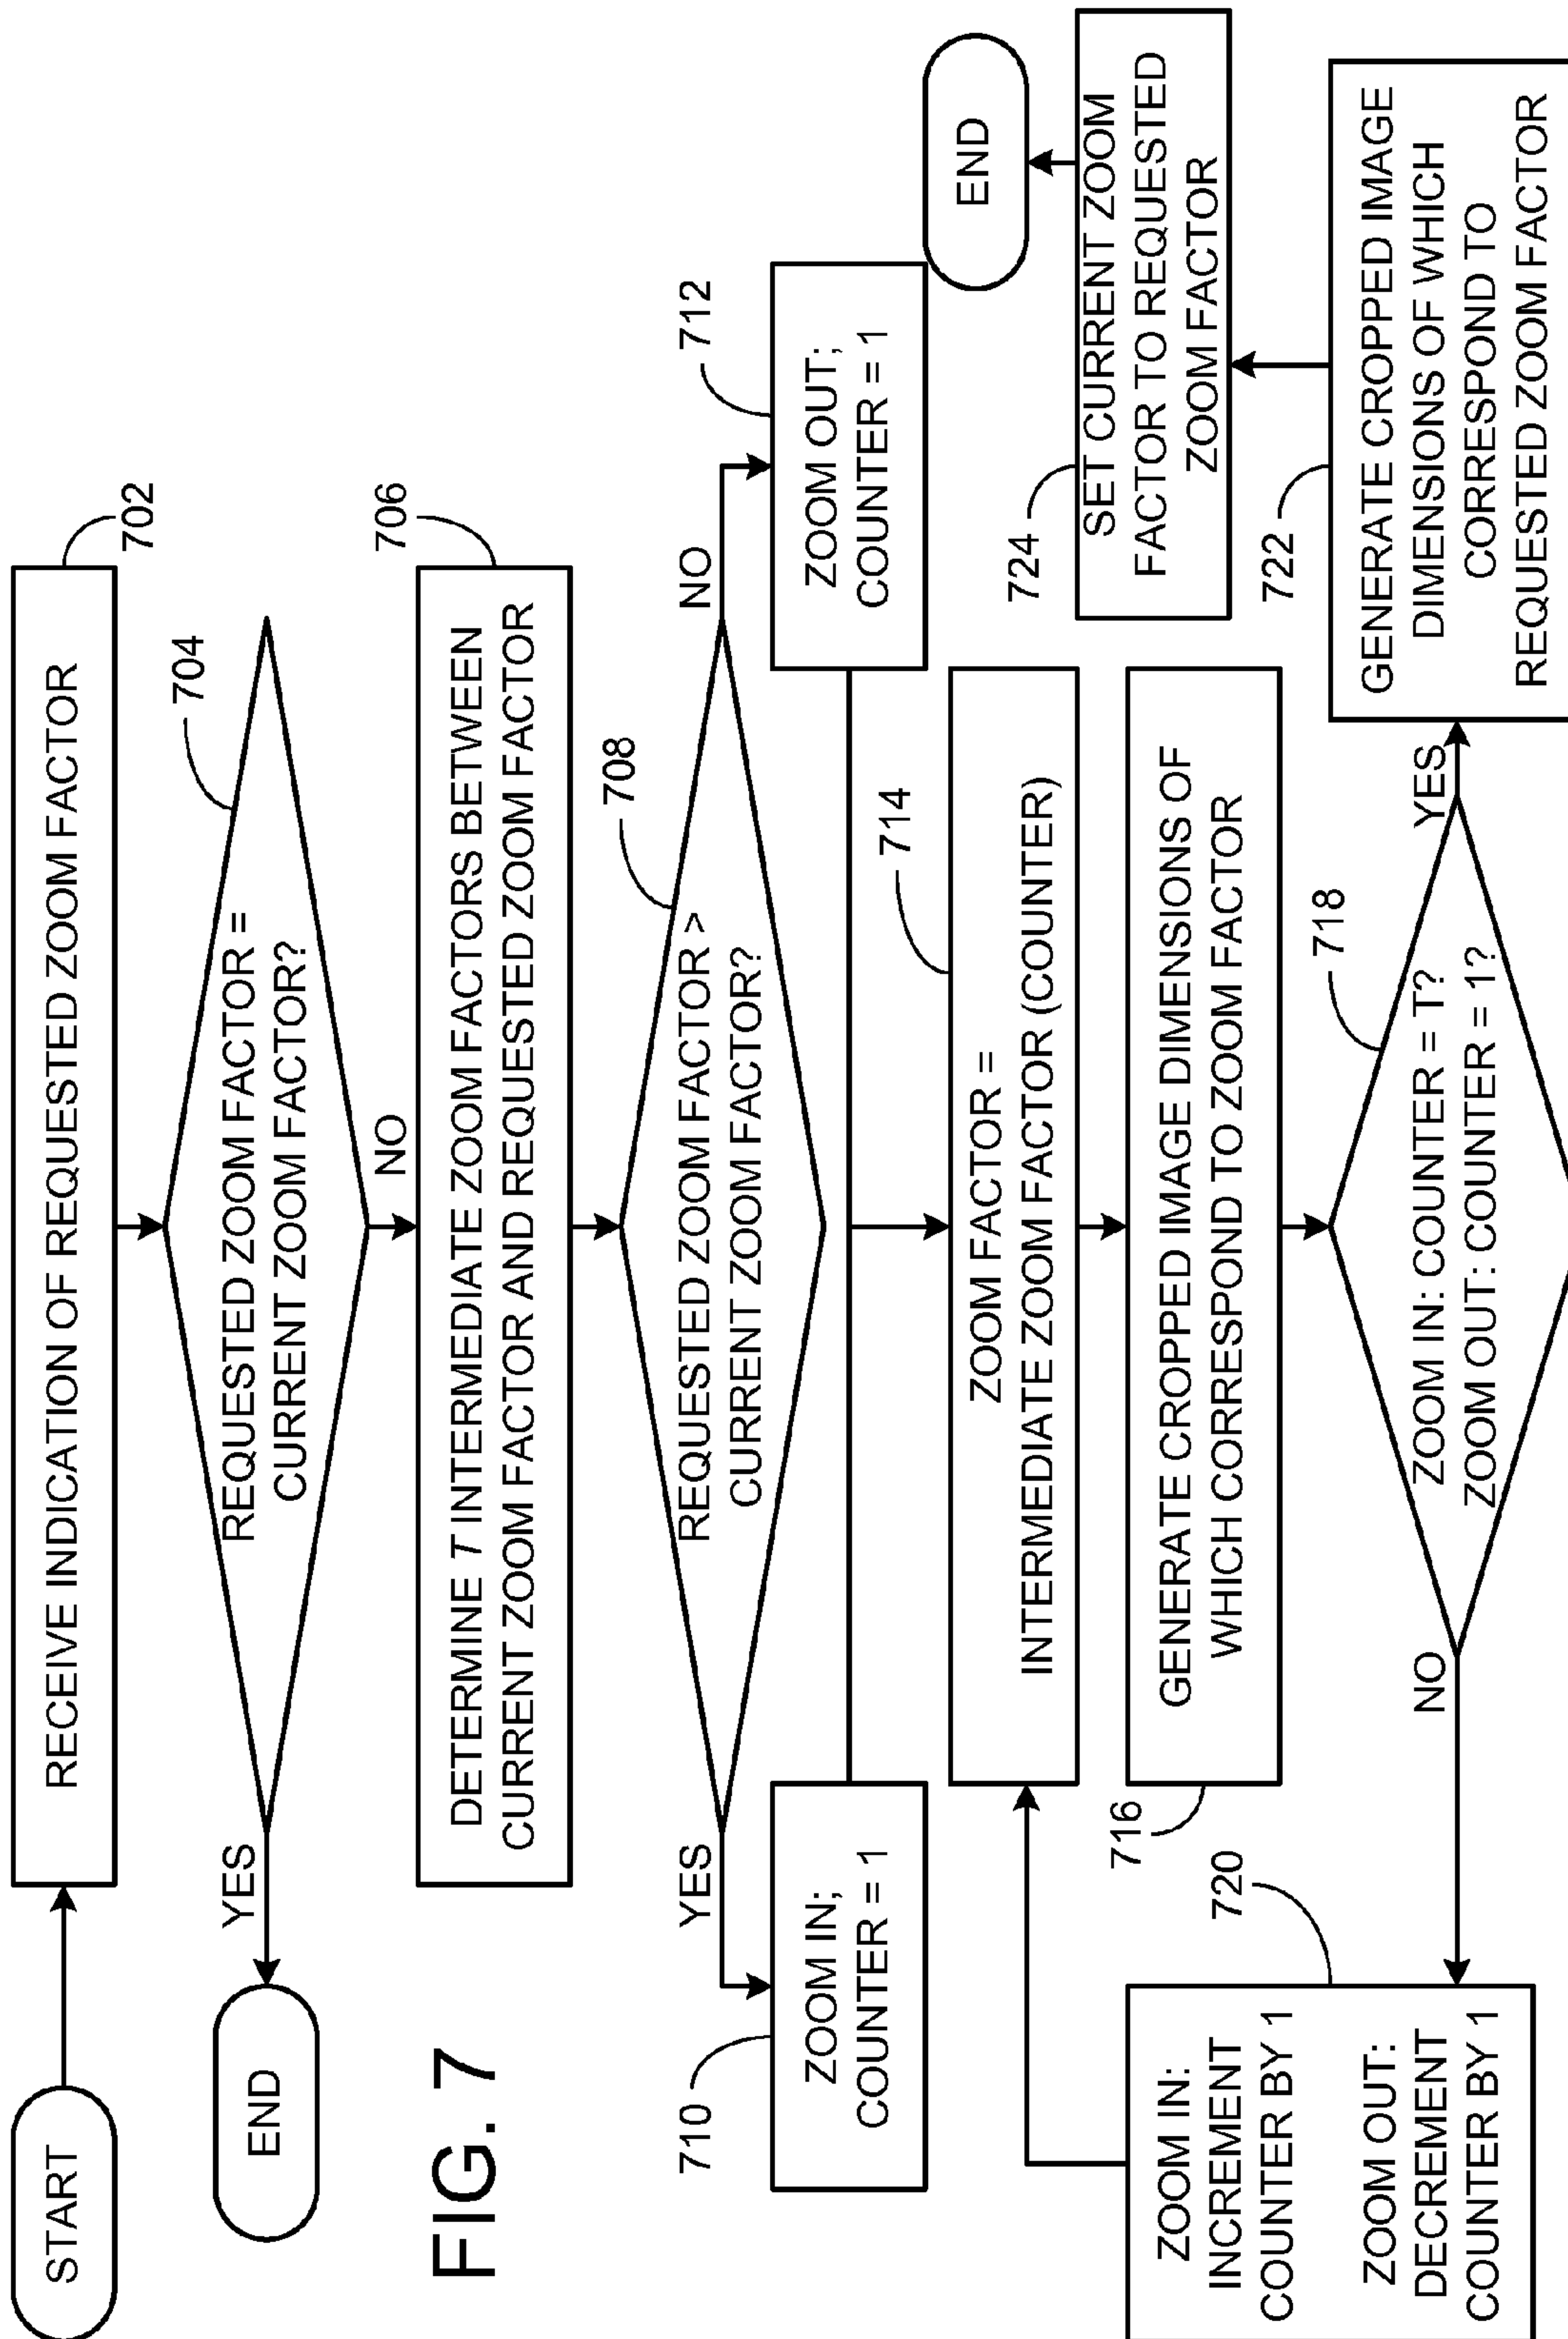 START
RECEIVE INDICATION OF REQUESTED ZOOM FACTOR
702
END
YES
REQUESTED ZOOM FACTOR =
CURRENT ZOOM FACTOR?
704
NO
FIG. 7
DETERMINE 7 INTERMEDIATE ZOOM FACTORS BETWEEN
CURRENT ZOOM FACTOR AND REQUESTED ZOOM FACTOR
706
YES
REQUESTED ZOOM FACTOR >
CURRENT ZOOM FACTOR?
708
NO
710
ZOOM IN;
COUNTER = 1
ZOOM OUT;
COUNTER = 1
712
ZOOM FACTOR =
INTERMEDIATE ZOOM FACTOR (COUNTER)
714
716
GENERATE CROPPED IMAGE DIMENSIONS OF
WHICH CORRESPOND TO ZOOM FACTOR
ZOOM IN: COUNTER = T?
ZOOM OUT: COUNTER = 1?
718
NO
YES
720
ZOOM IN:
INCREMENT
COUNTER BY 1
ZOOM OUT:
DECREMENT
COUNTER BY 1
722
GENERATE CROPPED IMAGE
DIMENSIONS OF WHICH
CORRESPOND TO
REQUESTED ZOOM FACTOR
724
SET CURRENT ZOOM
FACTOR TO REQUESTED
ZOOM FACTOR
END